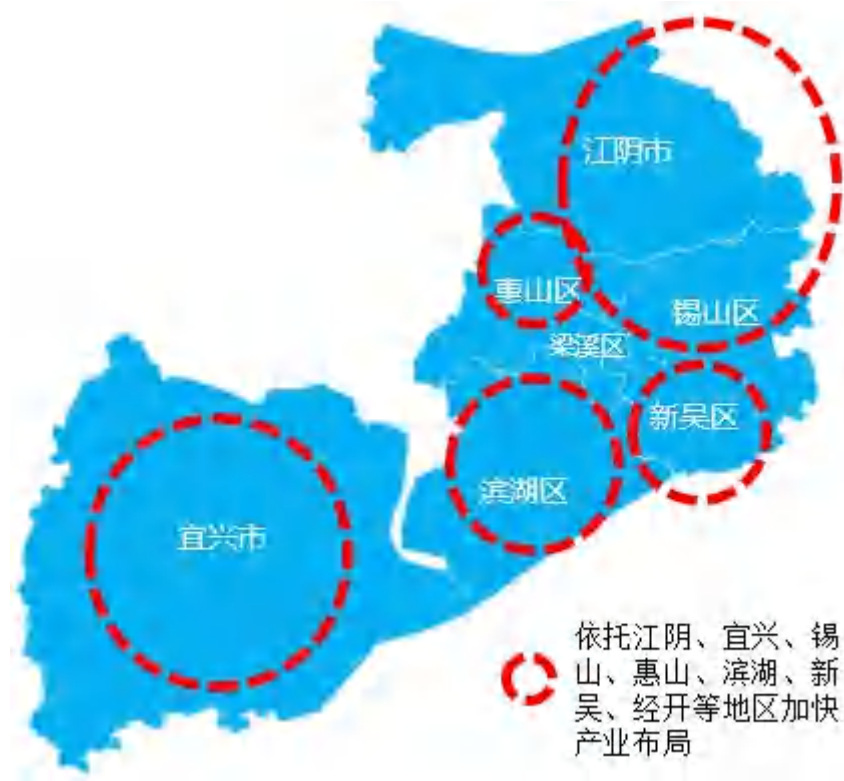 江阴市
惠山区
锡山区
梁溪区
新吴区
滨湖区
宜兴市
依托江阴、宜兴、锡
山、惠山、滨湖、新
吴、经开等地区加快
产业布局